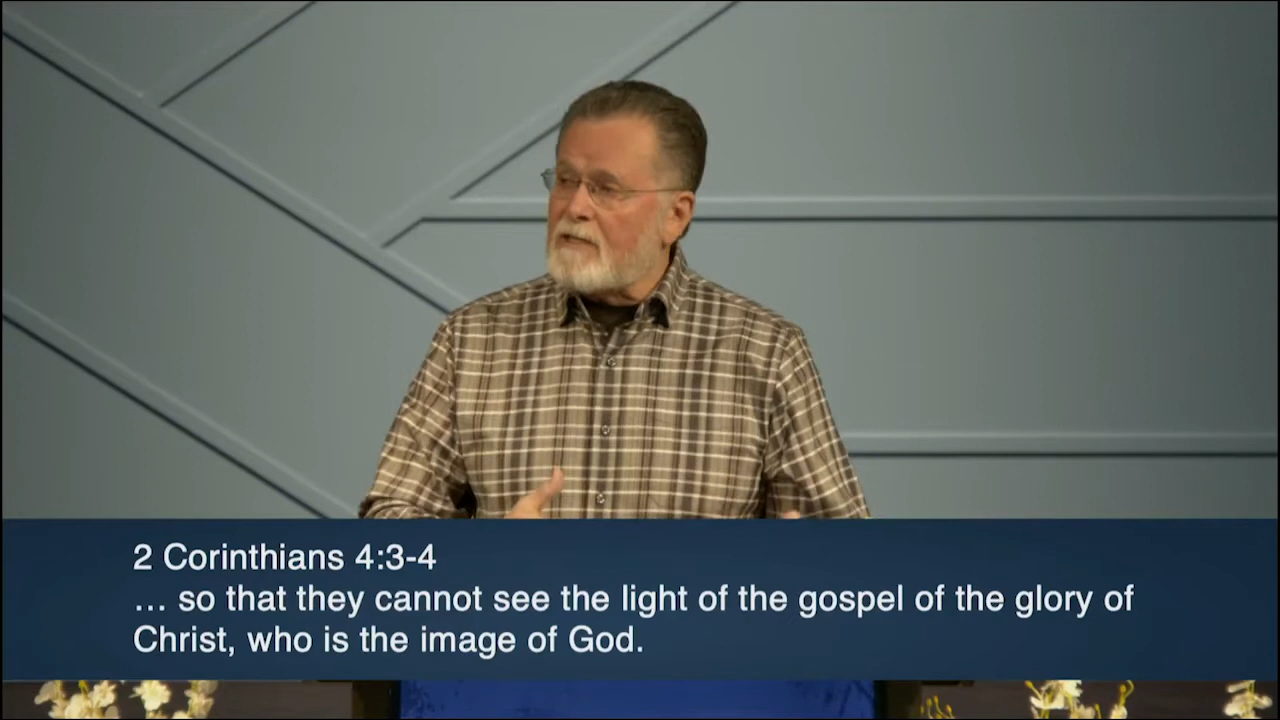 2 Corinthians 4:3-4
… so that they cannot see the light of the gospel of the glory of
Christ, who is the image of God.